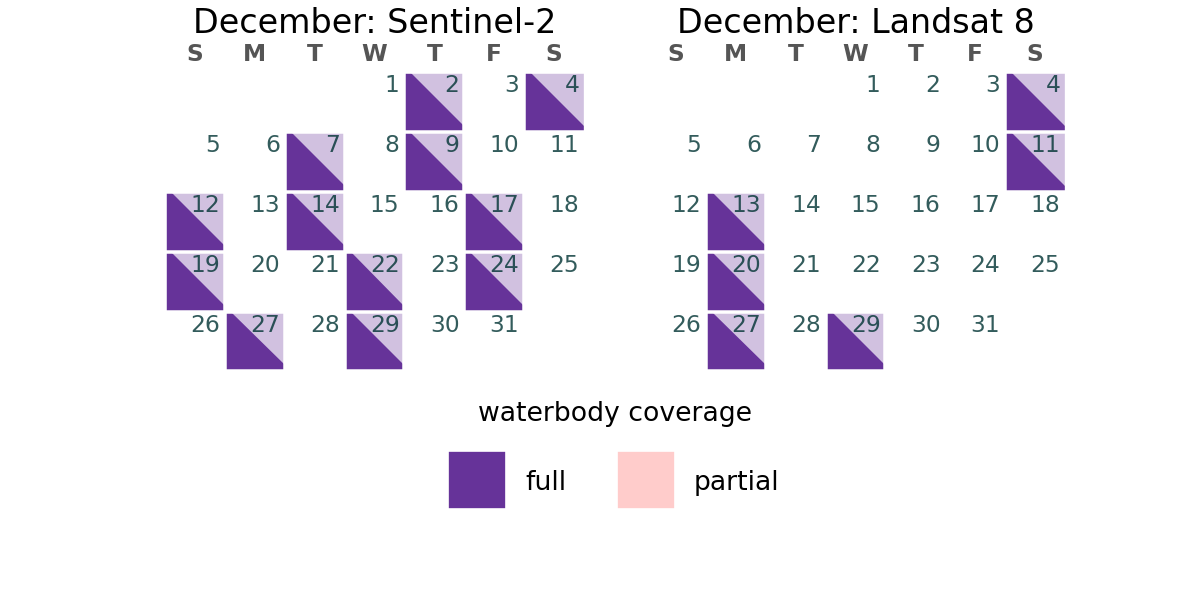 December: Sentinel-2
S M T W T F S
1 2 3 4
5 6 7 8 9 10 11
12 13 14 15 16 17 18
19 20 21 22 23 24 25
26 27 28 29 30 31
December: Landsat 8
S M T W T F S
1 2 3 4
5 6 7 8 9 10 11
12 13 14 15 16 17 18
19 20 21 22 23 24 25
26 27 28 29 30 31
waterbody coverage
full partial